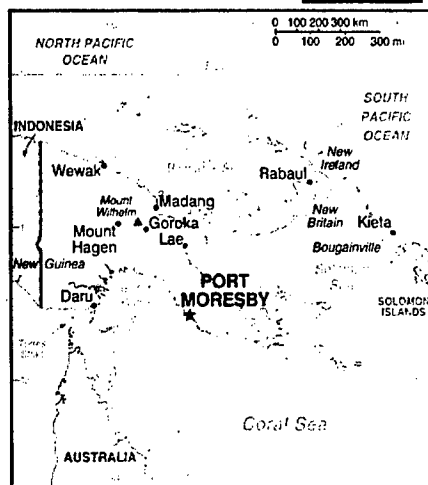 0 100 200 300 km
0 100 200 300 mi
NORTH PACIFIC
OCEAN
SOUTH
PACIFIC
OCEAN
INDONESIA
New
Ireland
Wewak
Rabaul
Madang
Mount
Wilhelm
Goroka
Mount
Hagen
Lae
New
Britain
Kieta
Bougainville
New Guinea
PORT
MORESBY
Daru
SOLOMON
ISLANDS
Coral Sea
AUSTRALIA